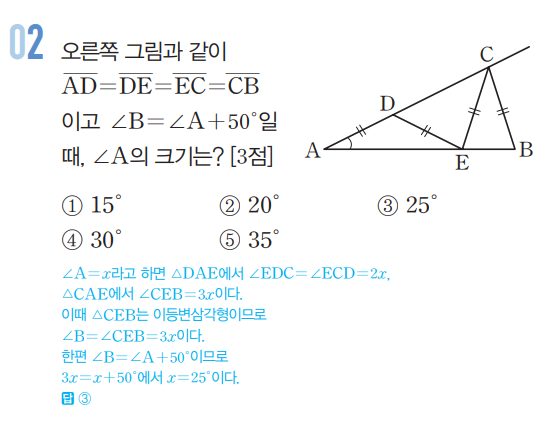 02
오른쪽 그림과 같이
AD=DE=EC=CB
이고 ∠B=∠A+50°일
때, ∠A의 크기는? [3점]
C
D
A
E
B
① 15° ② 20° ③ 25°
④ 30° ⑤ 35°
∠A=x라고 하면 △DAE에서 ∠EDC=∠ECD=2x,
△CAE에서 ∠CEB=3x이다.
이때 △CEB는 이등변삼각형이므로
∠B=∠CEB=3x이다.
한편 ∠B=∠A+50°이므로
3x=x+50°에서 x=25°이다.
답 ③